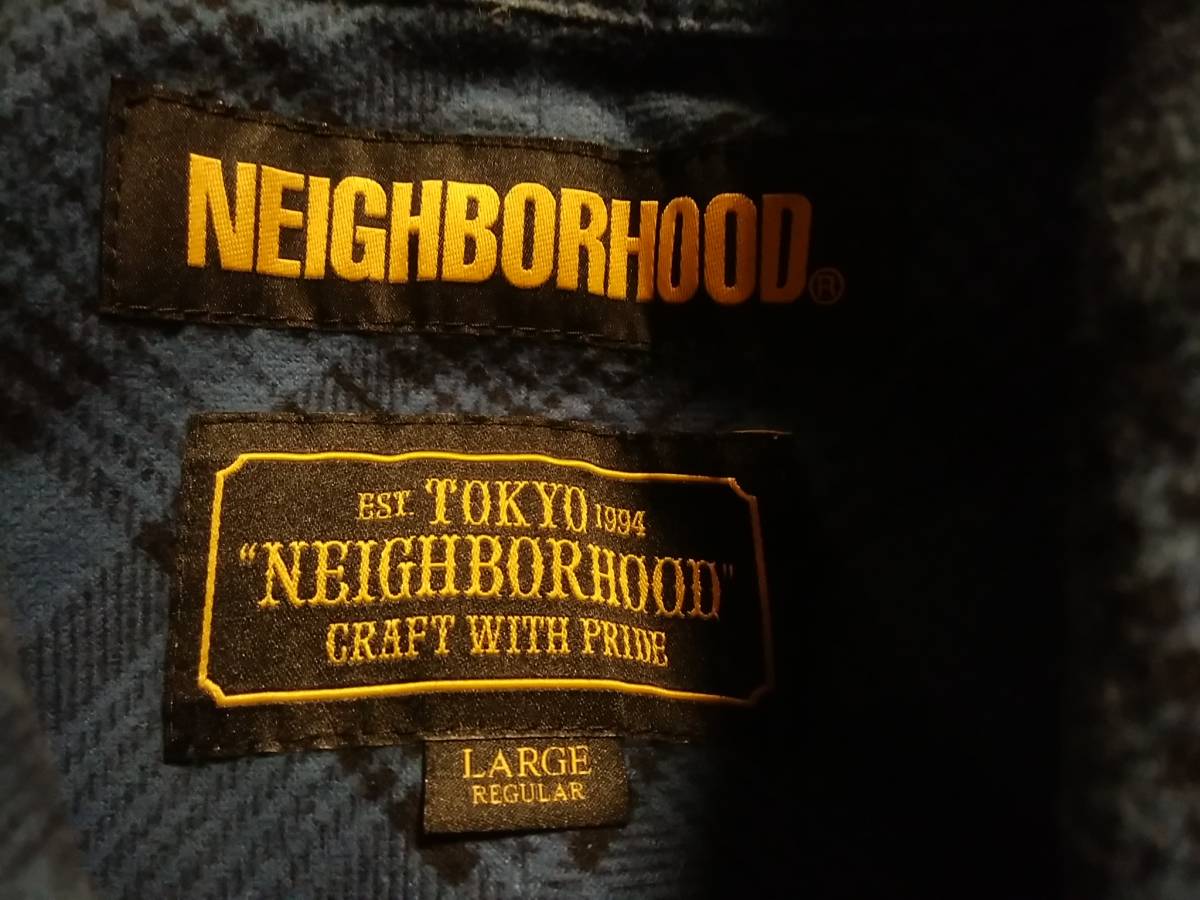 NEIGHBORHOOD®
EST. TOKYO 1994
"NEIGHBORHOOD"
CRAFT WITH PRIDE
LARGE
REGULAR